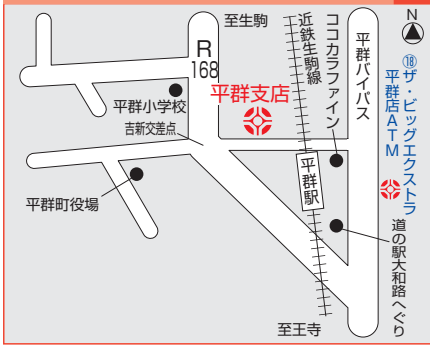 N
至生駒
R
168
近鉄生駒線
ココカラファイン
平群バイパス
⑱ザ・ビッグエクストラ
平群店ATM
平群小学校
平群支店
吉新交差点
平群駅
平群町役場
道の駅大和路へぐり
至王寺